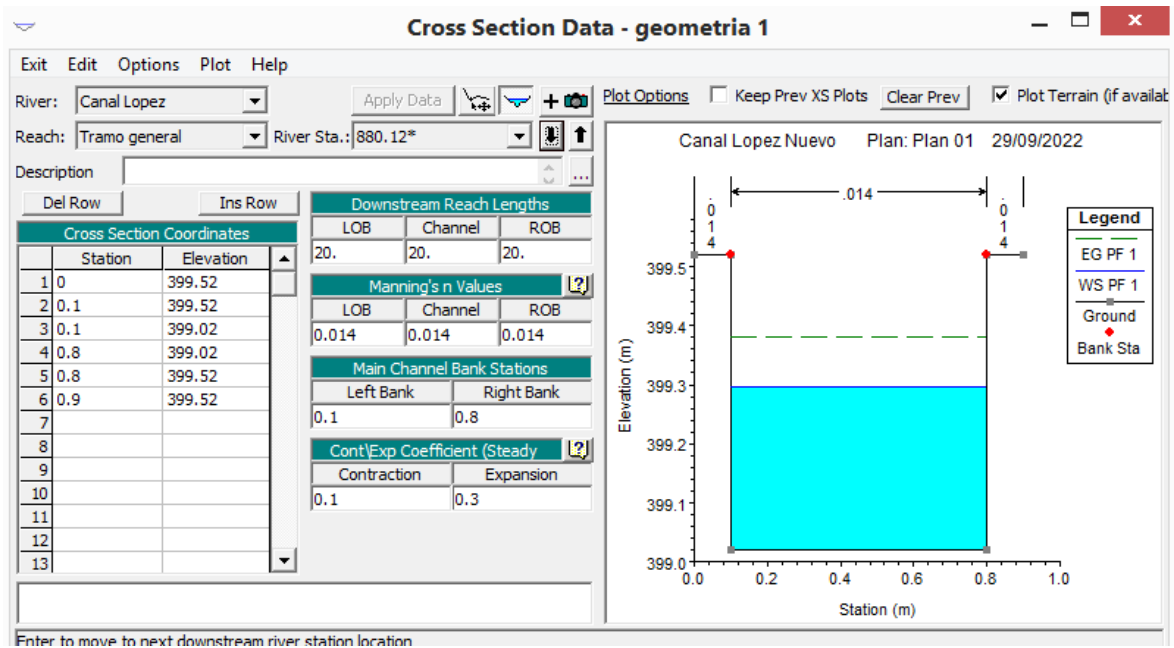 Cross Section Data - geometria 1
Exit Edit Options Plot Help
River: Canal Lopez Apply Data
Plot Options Keep Prev XS Plots Clear Prev Plot Terrain (if availab
Reach: Tramo general River Sta.: 880.12*
Description ...
Del Row Ins Row
Cross Section Coordinates
Station Elevation
1 0 399.52
2 0.1 399.52
3 0.1 399.02
4 0.8 399.02
5 0.8 399.52
6 0.9 399.52
7
8
9
10
11
12
13
Downstream Reach Lengths
LOB Channel ROB
20. 20. 20.
Manning's n Values
LOB Channel ROB
0.014 0.014 0.014
Main Channel Bank Stations
Left Bank Right Bank
0.1 0.8
Cont\Exp Coefficient (Steady
Contraction Expansion
0.1 0.3
Canal Lopez Nuevo Plan: Plan 01 29/09/2022
.014 .014 .014
Legend
EG PF 1
WS PF 1
Ground
Bank Sta
Elevation (m)
399.5
399.4
399.3
399.2
399.1
399.0
0.0 0.2 0.4 0.6 0.8 1.0
Station (m)
Enter to move to next downstream river station location